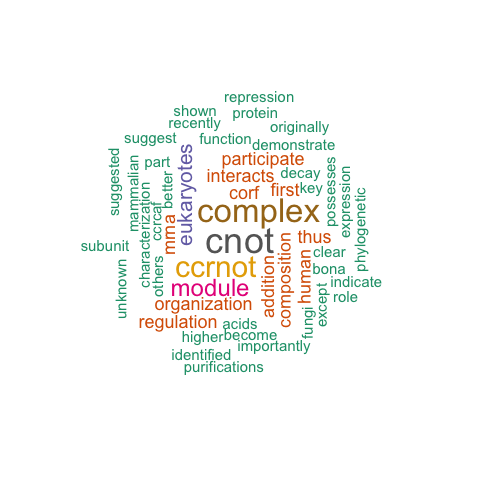 repression
shown
protein
recently
originally
suggest
function
demonstrate
eukaryotes
participate
suggested
mammalian
part
interacts
decay
possesses
expression
phylogenetic
characterization
ccrcaf
better
corf
first
key
complex
mrna
cnot
thus
subunit
others
ccrnot
addition
composition
human
clear
bona
unknown
module
indicate
organization
fungi
except
role
regulation
acids
higher
become
importantly
identified
purifications